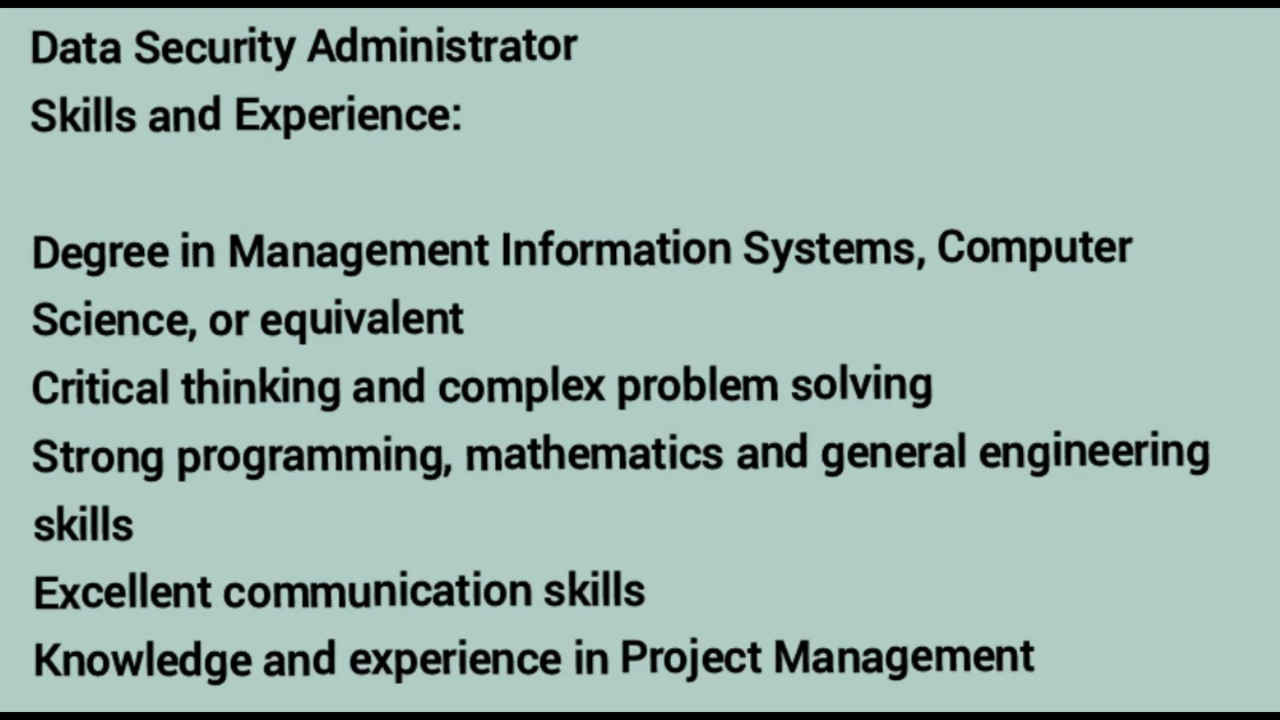 Data Security Administrator
Skills and Experience:
Degree in Management Information Systems, Computer
Science, or equivalent
Critical thinking and complex problem solving
Strong programming, mathematics and general engineering
skills
Excellent communication skills
Knowledge and experience in Project Management